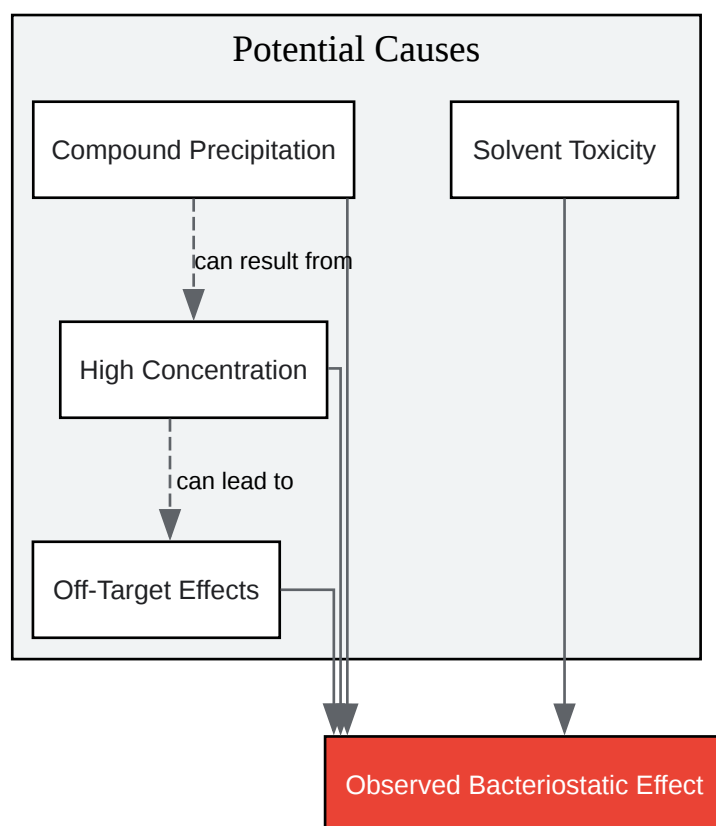 Potential Causes
Compound Precipitation
Solvent Toxicity
can result from
High Concentration
can lead to
Off-Target Effects
Observed Bacteriostatic Effect